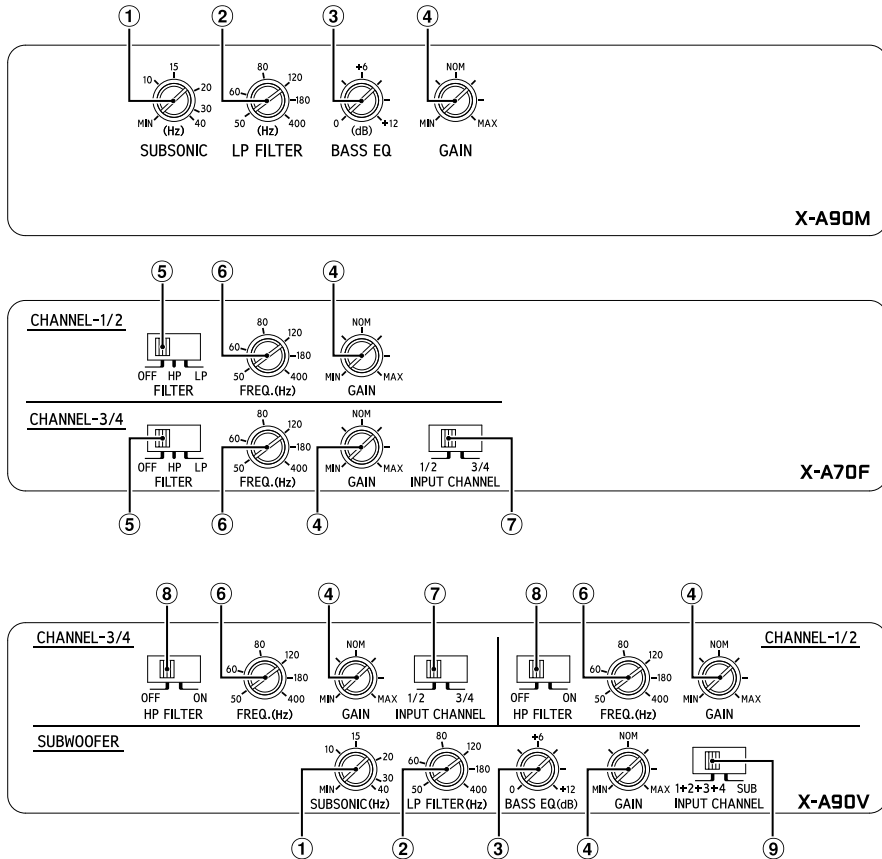 ① ② ③ ④
MIN 10 15 20 30 40 50 60 80 120 180 400 0 +6 +12 MIN NOM MAX
(Hz) (Hz) (dB)
SUBSONIC LP FILTER BASS EQ GAIN
X-A90M
⑤ ⑥ ④
CHANNEL-1/2
OFF HP LP 50 60 80 120 180 400 MIN NOM MAX
FILTER FREQ.(Hz) GAIN
CHANNEL-3/4
OFF HP LP 50 60 80 120 180 400 MIN NOM MAX 1/2 3/4
FILTER FREQ.(Hz) GAIN INPUT CHANNEL
X-A70F
⑤ ⑥ ④ ⑦
⑧ ⑥ ④ ⑦ ⑧ ⑥ ④
CHANNEL-3/4
OFF ON 50 60 80 120 180 400 MIN NOM MAX 1/2 3/4
HP FILTER FREQ.(Hz) GAIN INPUT CHANNEL
CHANNEL-1/2
OFF ON 50 60 80 120 180 400 MIN NOM MAX
HP FILTER FREQ.(Hz) GAIN
SUBWOOFER
MIN 10 15 20 30 40 50 60 80 120 180 400 0 +6 +12 MIN NOM MAX 1+2+3+4 SUB
SUBSONIC(Hz) LP FILTER(Hz) BASS EQ(dB) GAIN INPUT CHANNEL
X-A90V
① ② ③ ④ ⑨